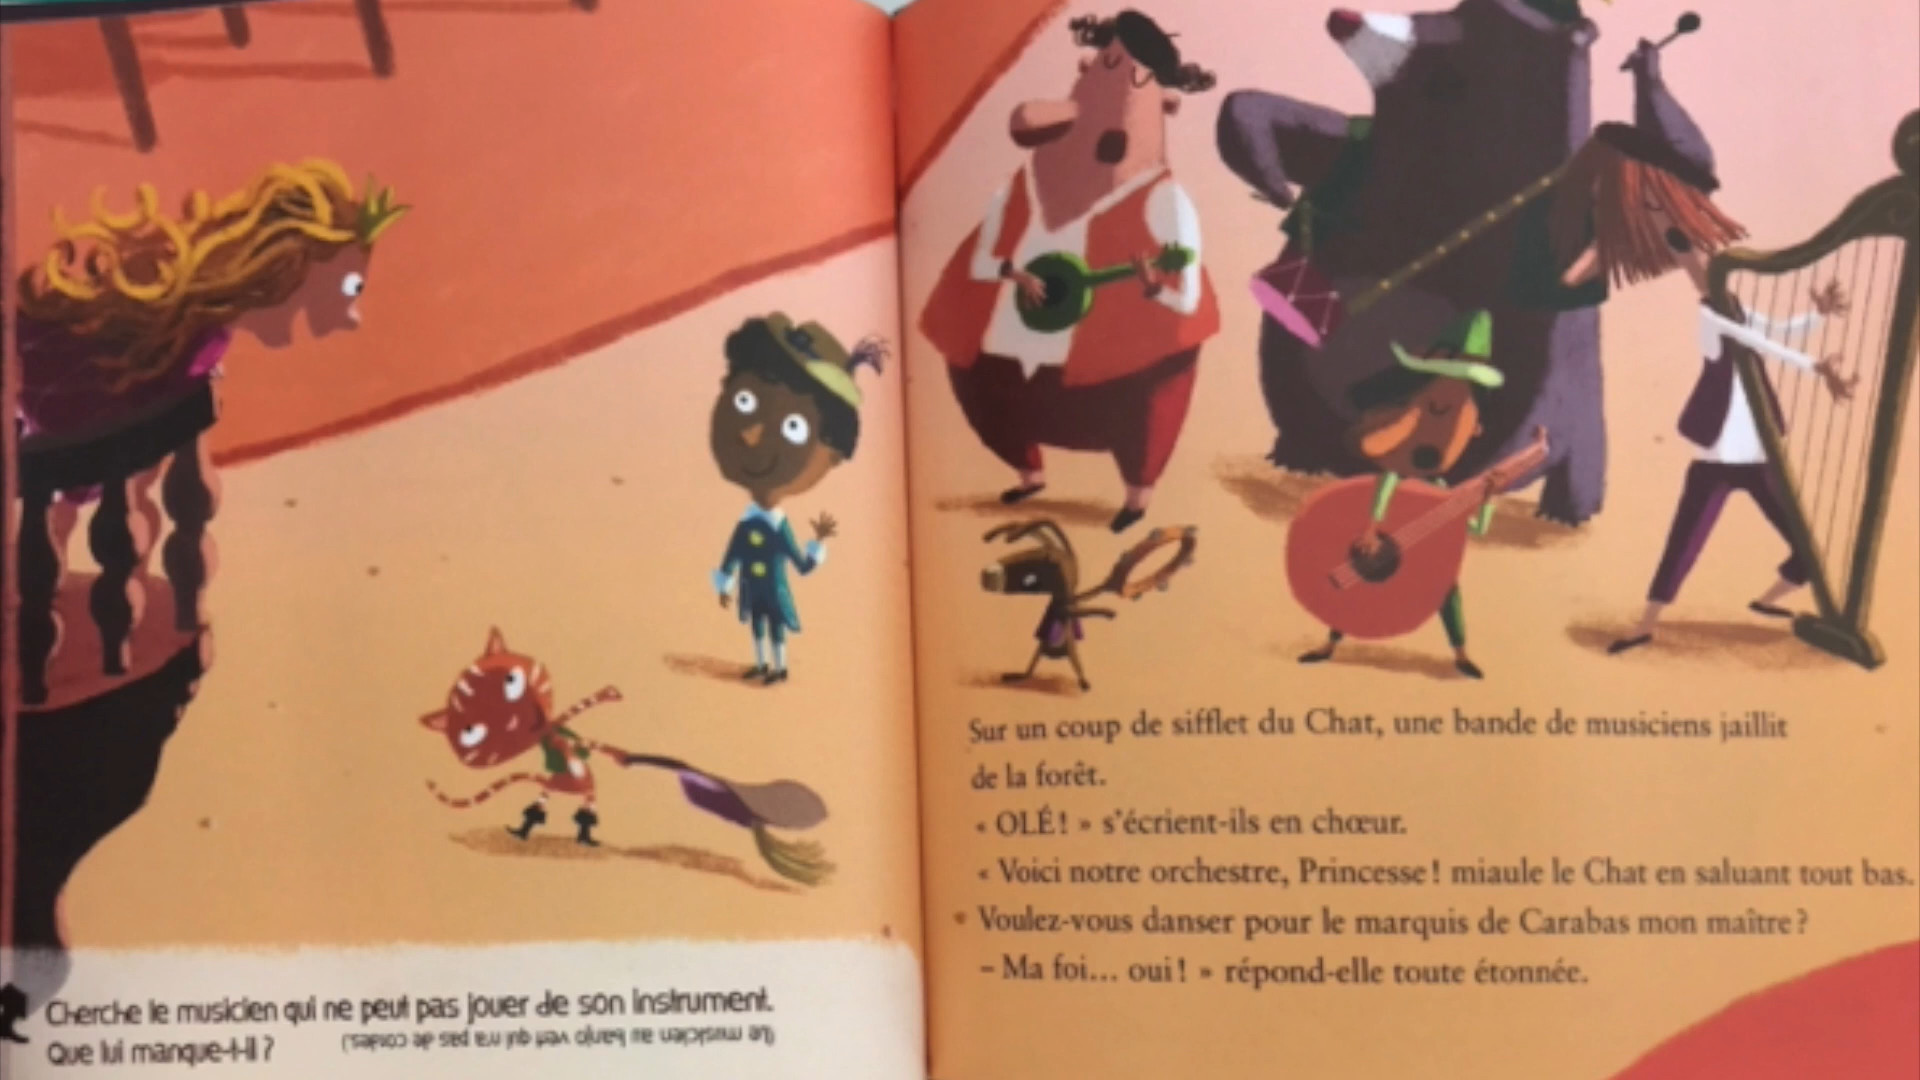 Cherche le musicien qui ne peut pas jouer de son instrument.
Que lui manque-t-il ?
(Le musicien au banjo vert qui n'a pas de cordes.)
Sur un coup de sifflet du Chat, une bande de musiciens jaillit
de la forêt.
« OLÉ ! » s'écrient-ils en chœur.
« Voici notre orchestre, Princesse ! miaule le Chat en saluant tout bas.
« Voulez-vous danser pour le marquis de Carabas mon maître ?
– Ma foi... oui ! » répond-elle toute étonnée.